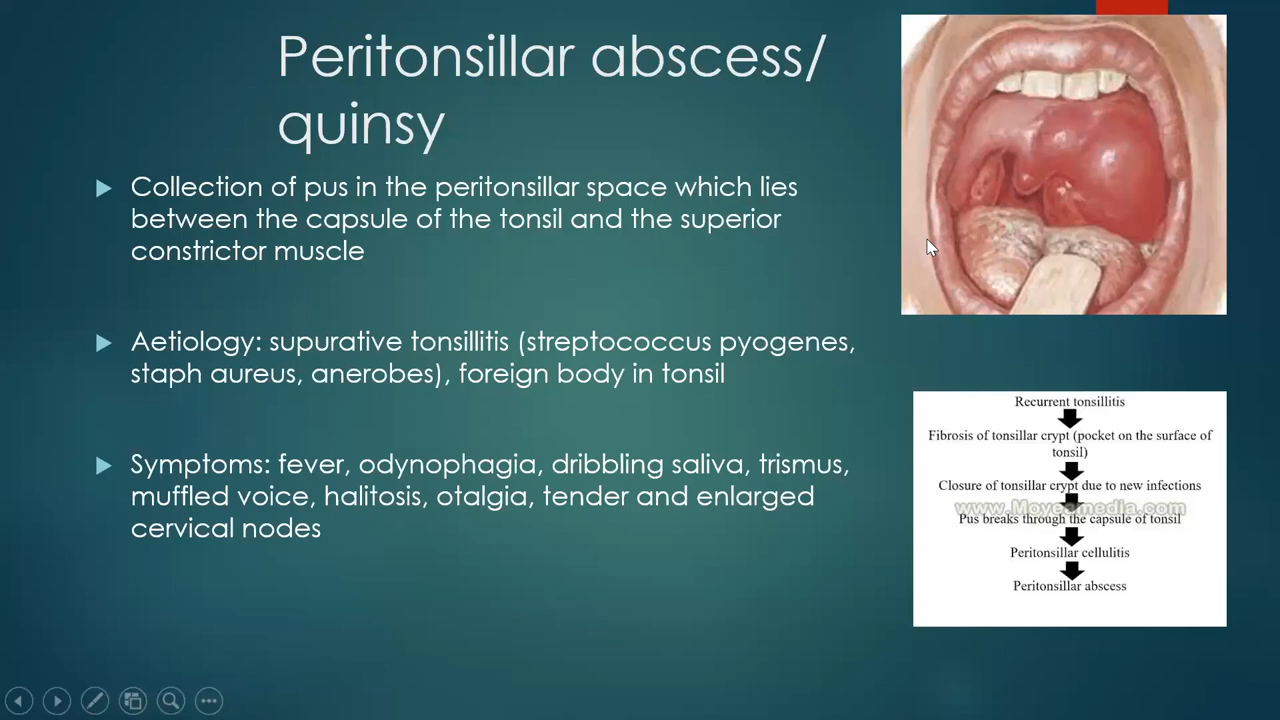 Peritonsillar abscess/
quinsy
Collection of pus in the peritonsillar space which lies
between the capsule of the tonsil and the superior
constrictor muscle
Aetiology: supurative tonsillitis (streptococcus pyogenes,
staph aureus, anerobes), foreign body in tonsil
Symptoms: fever, odynophagia, dribbling saliva, trismus,
muffled voice, halitosis, otalgia, tender and enlarged
cervical nodes
Recurrent tonsillitis
Fibrosis of tonsillar crypt (pocket on the surface of
tonsil)
Closure of tonsillar crypt due to new infections
www.Moyeamedia.com
Pus breaks through the capsule of tonsil
Peritonsillar cellulitis
Peritonsillar abscess